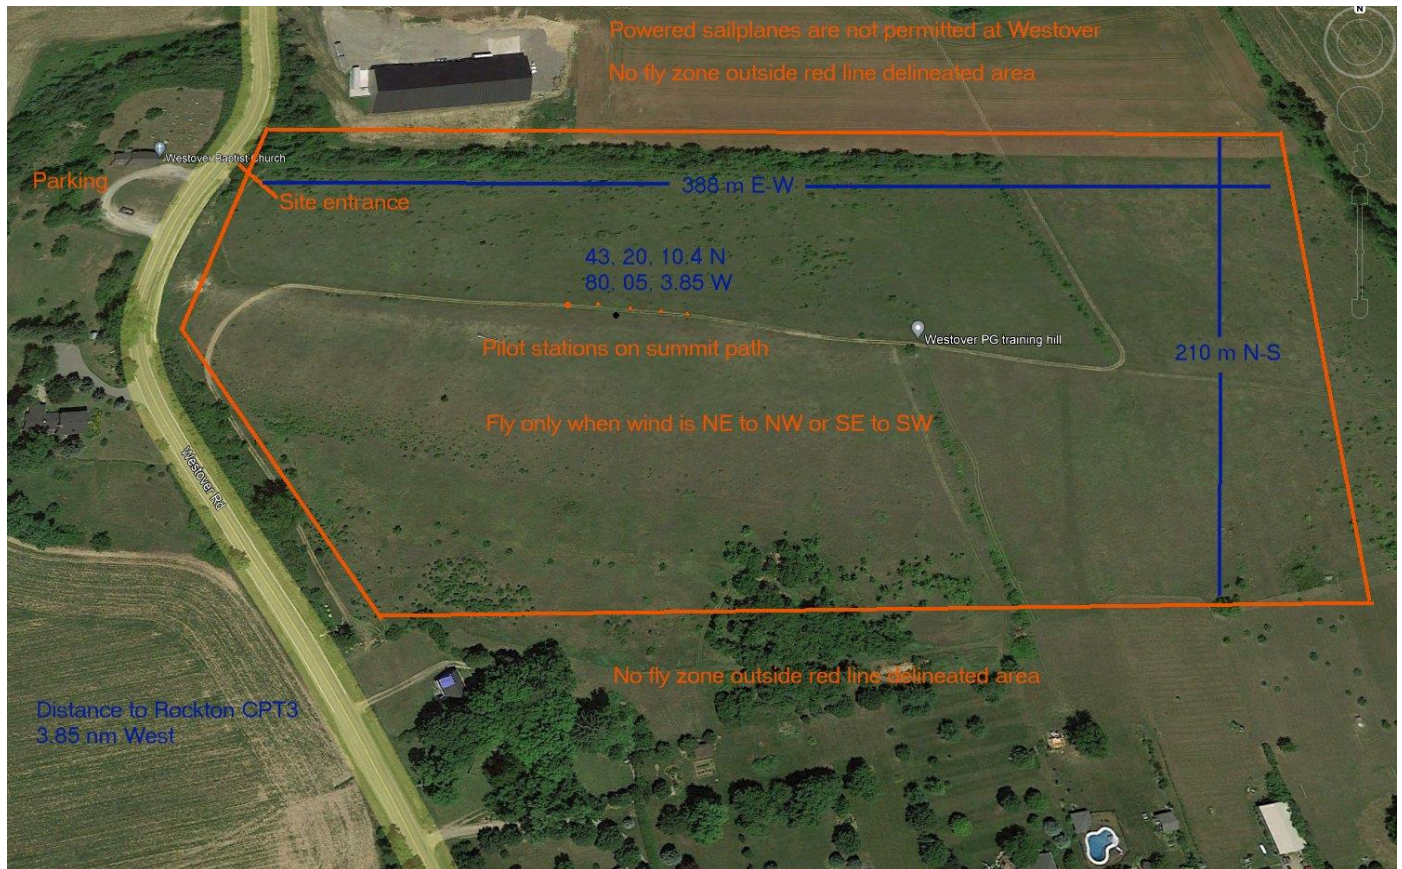 N
Powered sailplanes are not permitted at Westover
No fly zone outside red line delineated area
Westover Baptist Church
Parking
Site entrance
388 m E-W
43, 20, 10.4 N
80, 05, 3.85 W
Westover PG training hill
Pilot stations on summit path
210 m N-S
Fly only when wind is NE to NW or SE to SW
Westover Rd
No fly zone outside red line delineated area
Distance to Rockton CPT3
3.85 nm West